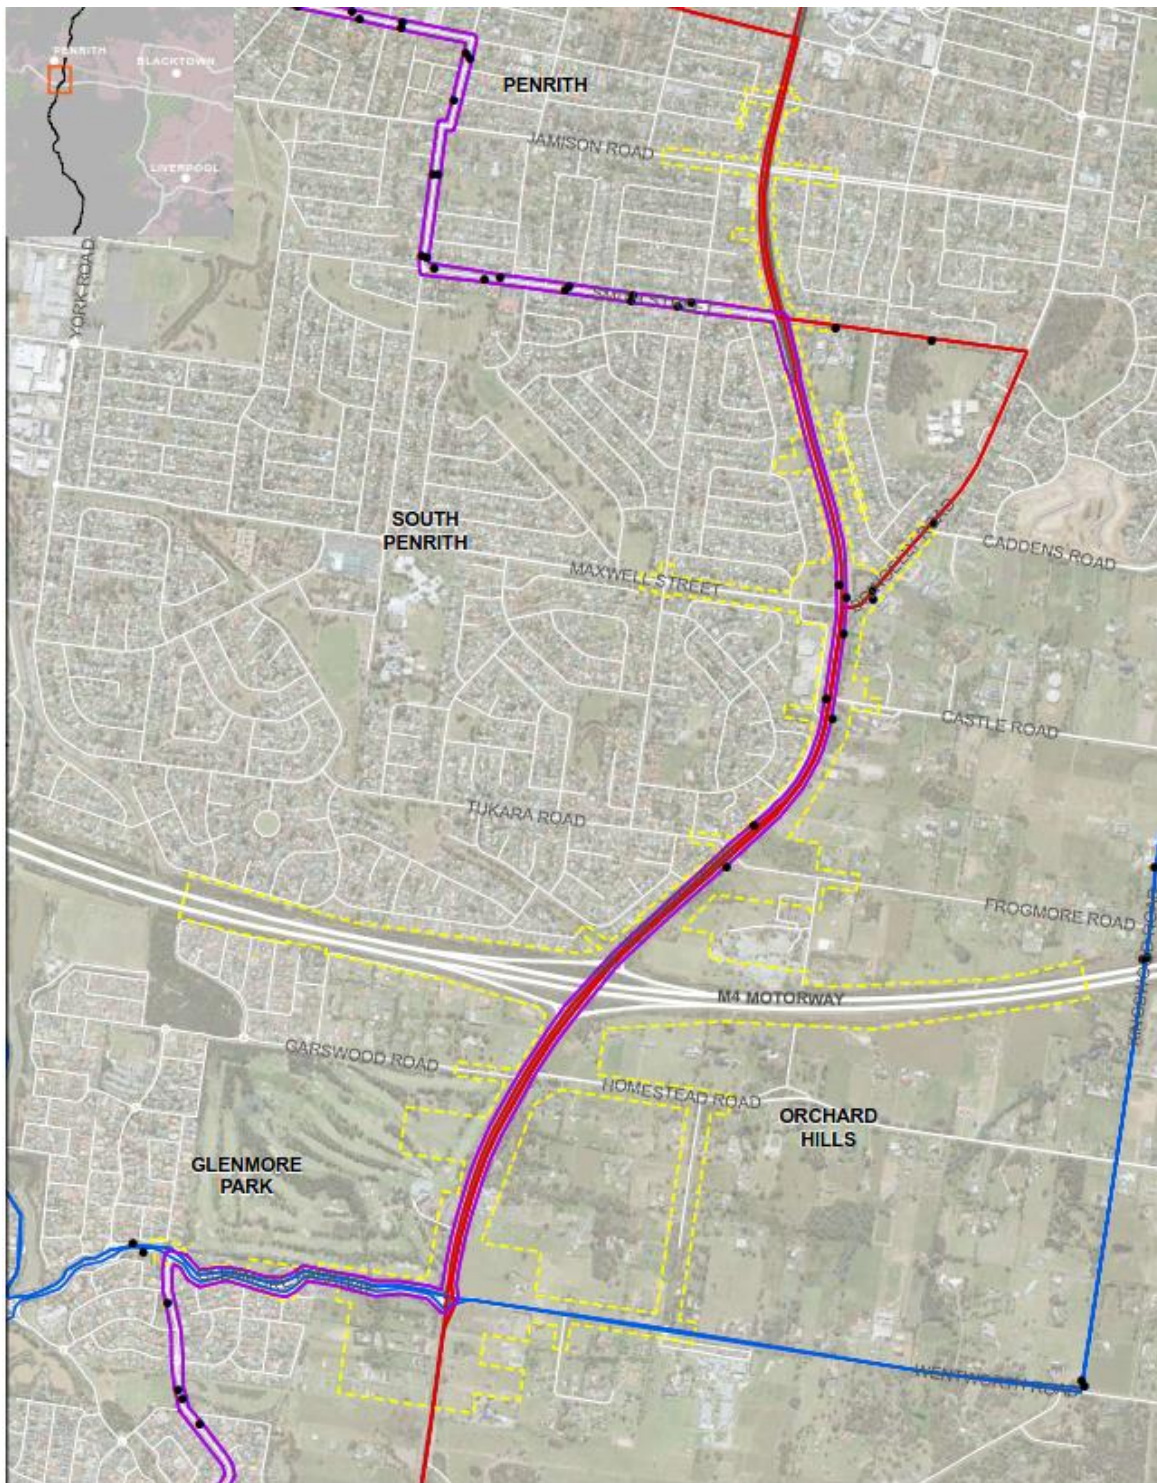 PENRITH
BLACKTOWN
LIVERPOOL
PENRITH
JAMISON ROAD
YORK ROAD
SOUTH
PENRITH
CADDENS ROAD
MAXWELL STREET
CASTLE ROAD
TUKARA ROAD
FROGMORE ROAD
M4 MOTORWAY
GARSWOOD ROAD
HOMESTEAD ROAD
ORCHARD
HILLS
GLENMORE
PARK
WENTWORTH ROAD